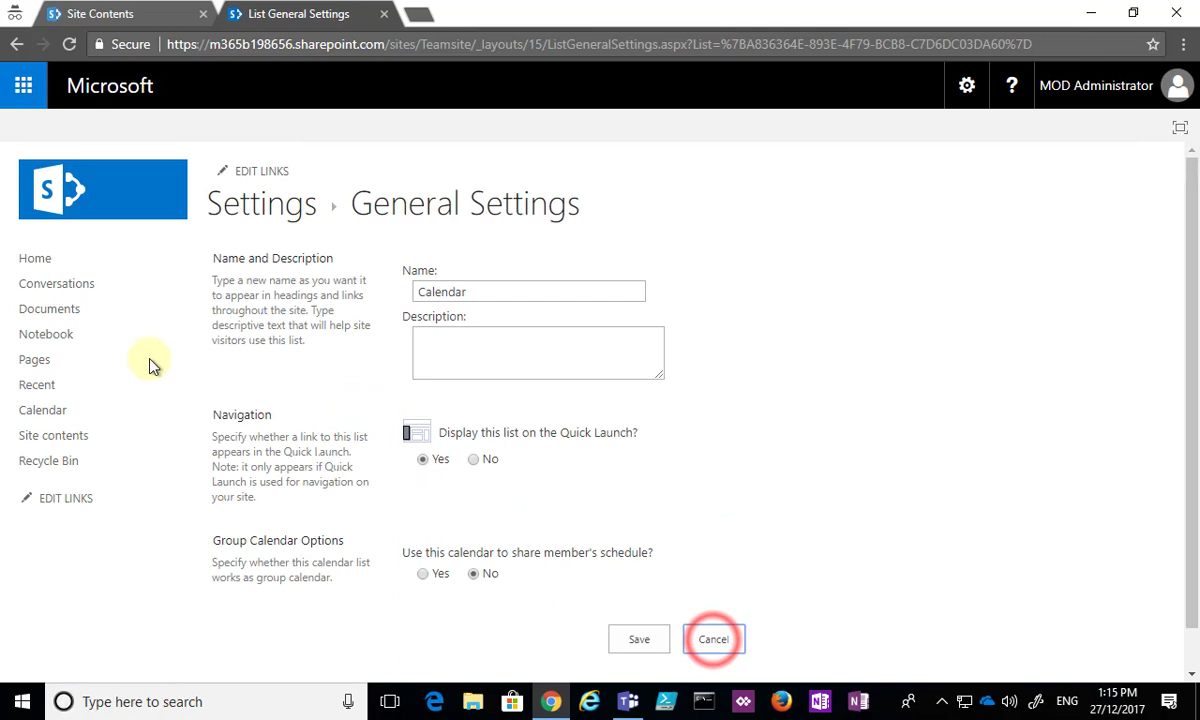 Site Contents
List General Settings
Secure
https://m365b198656.sharepoint.com/sites/Teamsite/_layouts/15/ListGeneralSettings.aspx?List=%7BA836364E-893E-4F79-BCB8-C7D6DC03DA60%7D
Microsoft
?
MOD Administrator
S
EDIT LINKS
Settings
General Settings
Home
Conversations
Documents
Notebook
Pages
Recent
Calendar
Site contents
Recycle Bin
EDIT LINKS
Name and Description
Type a new name as you want it
to appear in headings and links
throughout the site. Type
descriptive text that will help site
visitors use this list.
Name:
Calendar
Description:
Navigation
Specify whether a link to this list
appears in the Quick Launch.
Note: it only appears if Quick
Launch is used for navigation on
your site.
Display this list on the Quick Launch?
Yes
No
Group Calendar Options
Specify whether this calendar list
works as group calendar.
Use this calendar to share member's schedule?
Yes
No
Save
Cancel
Type here to search
ENG
1:15 PM
27/12/2017